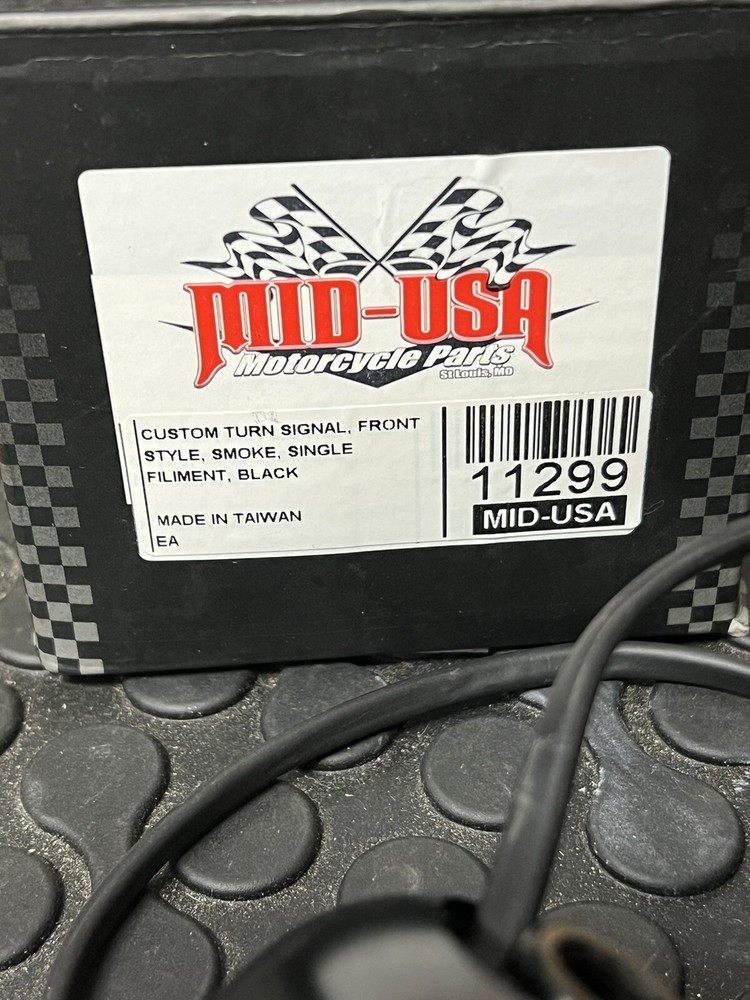 MID-USA
Motorcycle Parts
St Louis, MO
CUSTOM TURN SIGNAL, FRONT
STYLE, SMOKE, SINGLE
FILIMENT, BLACK
MADE IN TAIWAN
EA
11299
MID-USA